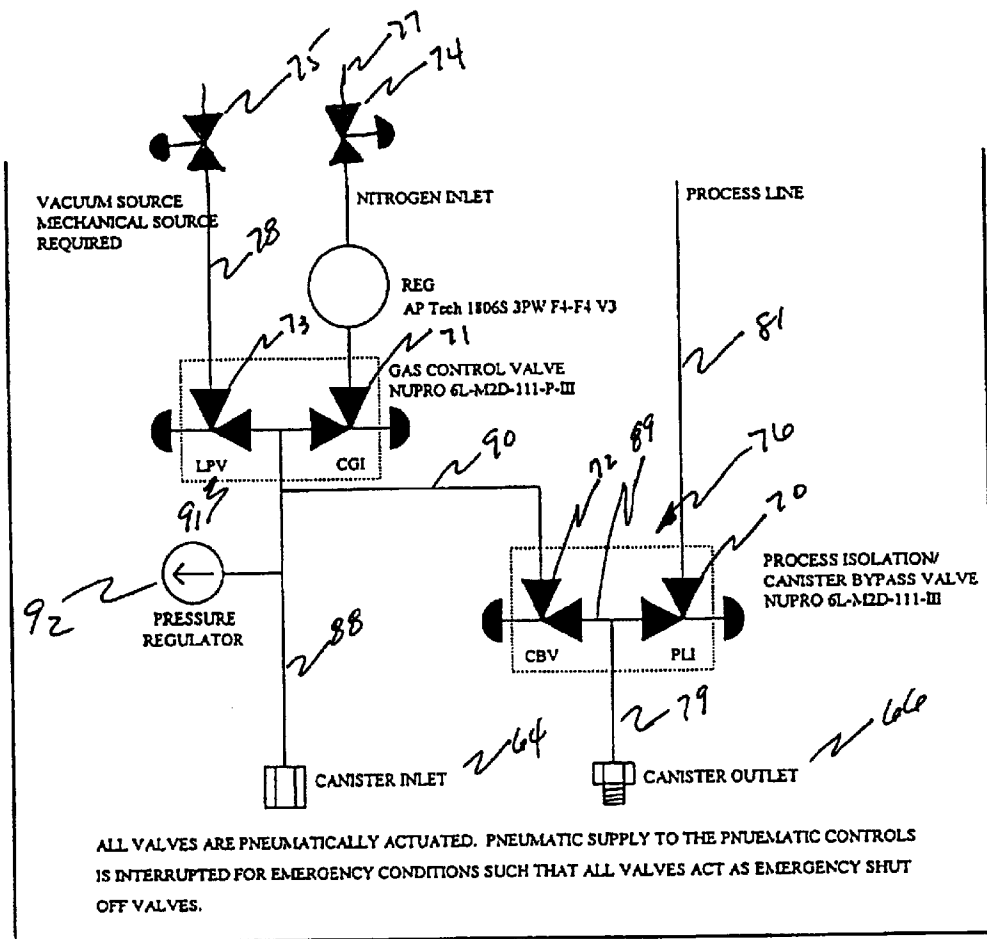 75
77
74
VACUUM SOURCE
MECHANICAL SOURCE
REQUIRED
NITROGEN INLET
PROCESS LINE
78
REG
AP Tech 1806S 3PW F4-F4 V3
73
71
81
GAS CONTROL VALVE
NUPRO 6L-M2D-111-P-III
LPV
CGI
90
89
72
76
91
70
PROCESS ISOLATION/
CANISTER BYPASS VALVE
NUPRO 6L-M2D-111-III
92
PRESSURE
REGULATOR
88
CBV
PLI
79
64
66
CANISTER INLET
CANISTER OUTLET
ALL VALVES ARE PNEUMATICALLY ACTUATED. PNEUMATIC SUPPLY TO THE PNUEMATIC CONTROLS
IS INTERRUPTED FOR EMERGENCY CONDITIONS SUCH THAT ALL VALVES ACT AS EMERGENCY SHUT
OFF VALVES.